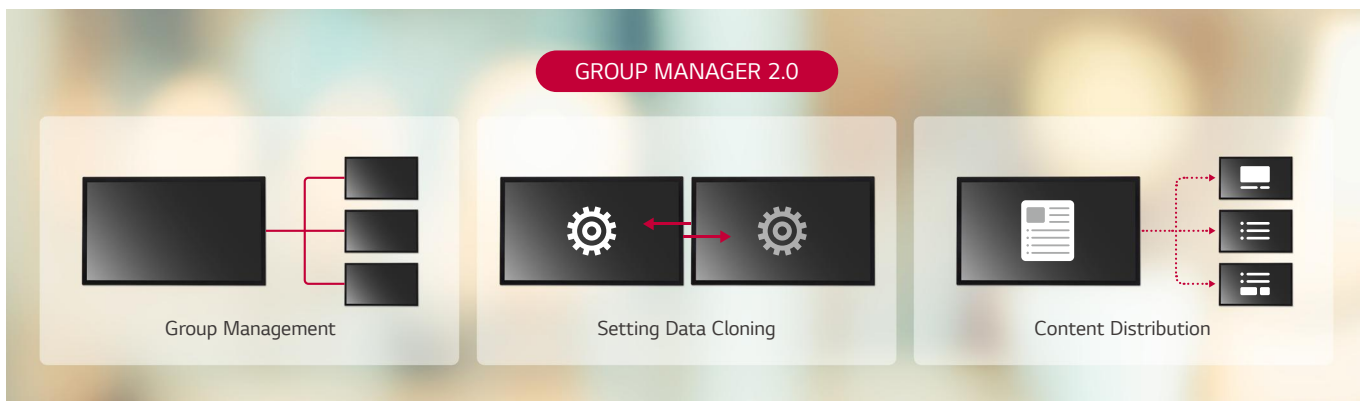 GROUP MANAGER 2.0
Group Management
Setting Data Cloning
Content Distribution